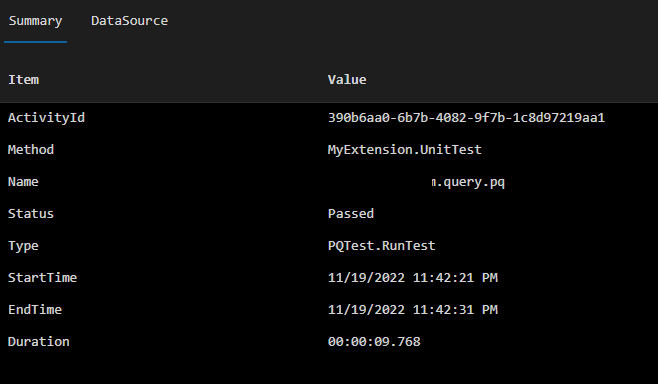 Summary DataSource
Item Value
ActivityId 390b6aa0-6b7b-4082-9f7b-1c8d97219aa1
Method MyExtension.UnitTest
Name .query.pq
Status Passed
Type PQTest.RunTest
StartTime 11/19/2022 11:42:21 PM
EndTime 11/19/2022 11:42:31 PM
Duration 00:00:09.768